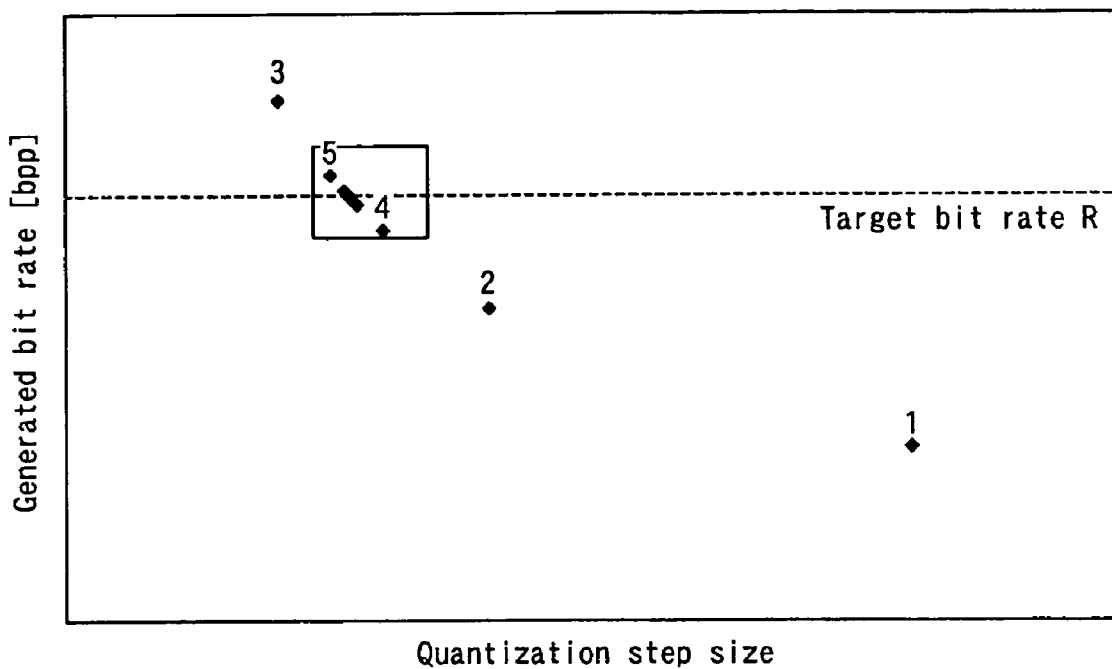 3
5
4
Target bit rate R
2
1
Generated bit rate [bpp]
Quantization step size